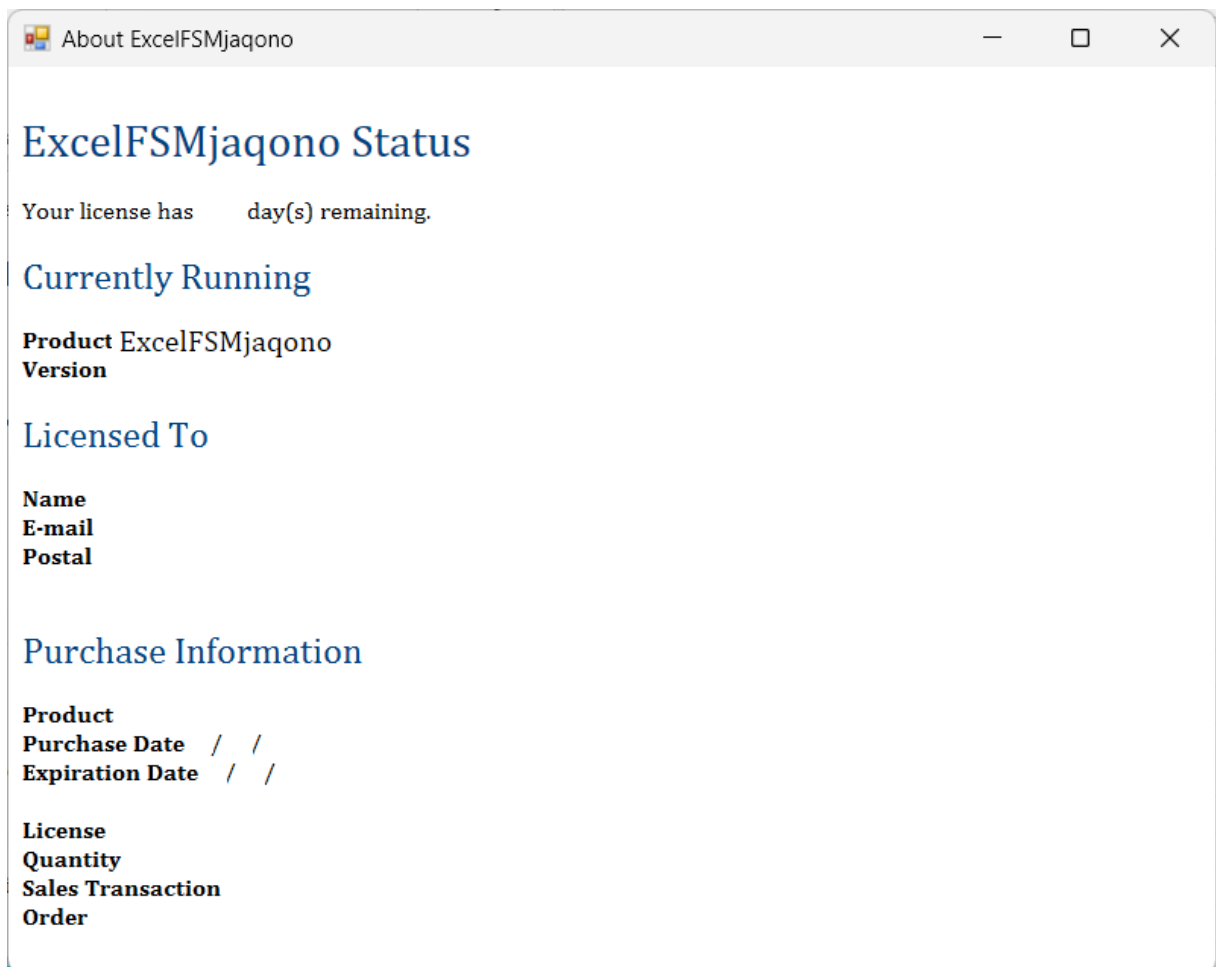 About ExcelFSMjaqono
ExcelFSMjaqono Status
Your license has day(s) remaining.
Currently Running
Product ExcelFSMjaqono
Version
Licensed To
Name
E-mail
Postal
Purchase Information
Product
Purchase Date / /
Expiration Date / /
License
Quantity
Sales Transaction
Order